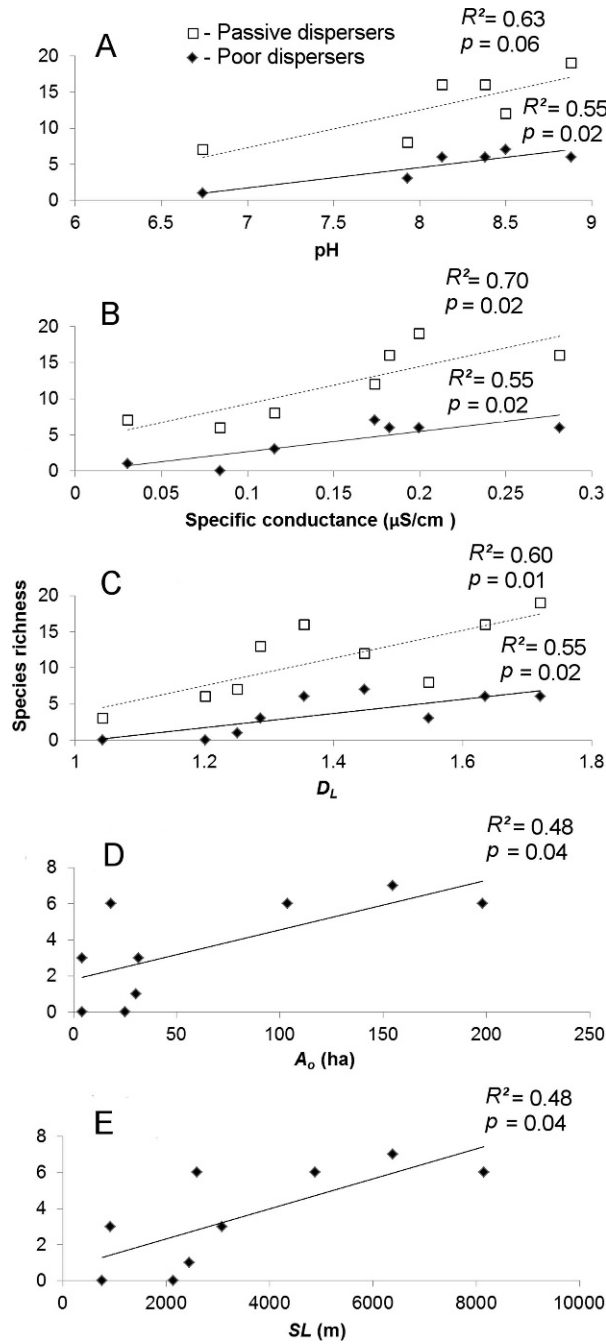 A
□ - Passive dispersers
◆ - Poor dispersers
R² = 0.63
p = 0.06
R² = 0.55
p = 0.02
20
15
10
5
0
6 6.5 7 7.5 8 8.5 9
pH
B
R² = 0.70
p = 0.02
R² = 0.55
p = 0.02
20
15
10
5
0
0 0.05 0.1 0.15 0.2 0.25 0.3
Specific conductance (µS/cm )
Species richness
C
R² = 0.60
p = 0.01
R² = 0.55
p = 0.02
20
15
10
5
0
1 1.2 1.4 1.6 1.8
D_L
D
R² = 0.48
p = 0.04
8
6
4
2
0
0 50 100 150 200 250
A_o (ha)
E
R² = 0.48
p = 0.04
8
6
4
2
0
0 2000 4000 6000 8000 10000
SL (m)